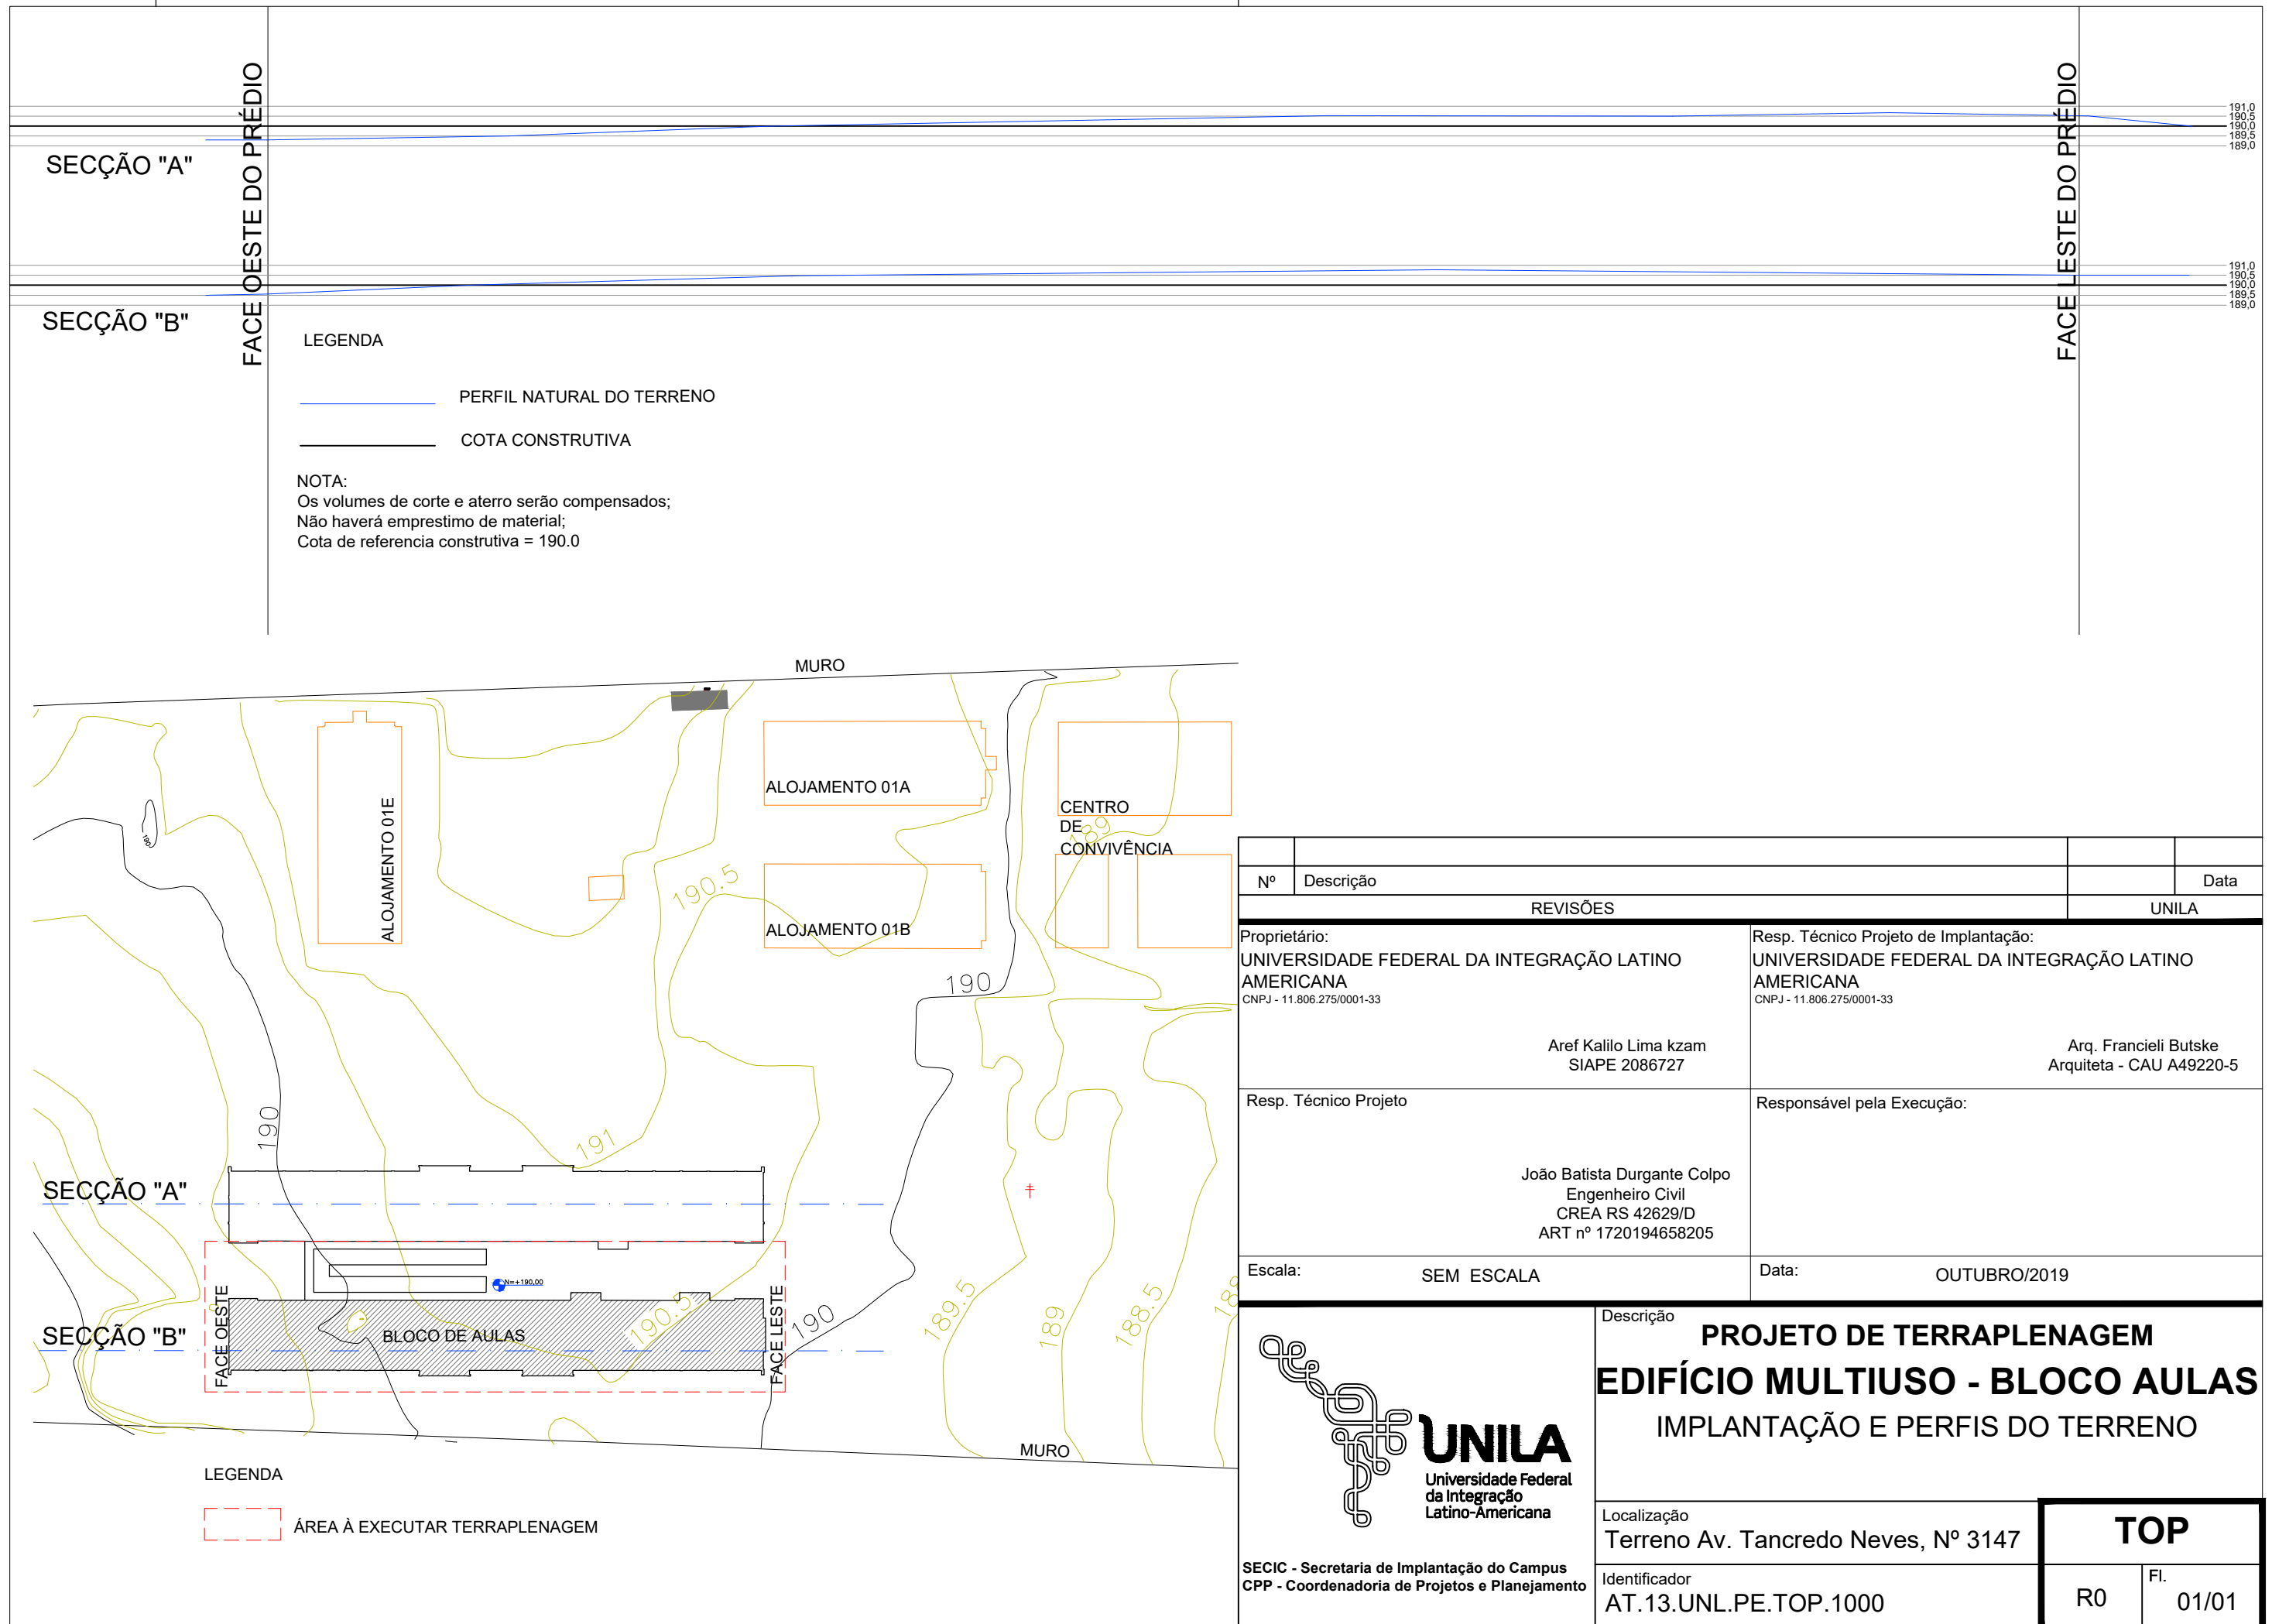 FACE OESTE DO PRÉDIO
FACE LESTE DO PRÉDIO
191,0
190,5
190,0
189,5
189,0
SECÇÃO "A"
191,0
190,5
190,0
189,5
189,0
SECÇÃO "B"
LEGENDA
PERFIL NATURAL DO TERRENO
COTA CONSTRUTIVA
NOTA:
Os volumes de corte e aterro serão compensados;
Não haverá emprestimo de material;
Cota de referencia construtiva = 190.0
MURO
ALOJAMENTO 01E
ALOJAMENTO 01A
CENTRO
DE
CONVIVÊNCIA
189
190
190.5
ALOJAMENTO 01B
190
190
191
SECÇÃO "A"
N=+190,00
FACE OESTE
FACE LESTE
SECÇÃO "B"
BLOCO DE AULAS
190.5
190
189.5
189
188.5
188
MURO
LEGENDA
ÁREA À EXECUTAR TERRAPLENAGEM
Nº
Descrição
Data
REVISÕES
UNILA
Proprietário:
UNIVERSIDADE FEDERAL DA INTEGRAÇÃO LATINO
AMERICANA
CNPJ - 11.806.275/0001-33
Aref Kalilo Lima kzam
SIAPE 2086727
Resp. Técnico Projeto de Implantação:
UNIVERSIDADE FEDERAL DA INTEGRAÇÃO LATINO
AMERICANA
CNPJ - 11.806.275/0001-33
Arq. Francieli Butske
Arquiteta - CAU A49220-5
Resp. Técnico Projeto
João Batista Durgante Colpo
Engenheiro Civil
CREA RS 42629/D
ART nº 1720194658205
Responsável pela Execução:
Escala:
SEM ESCALA
Data:
OUTUBRO/2019
UNILA
Universidade Federal
da Integração
Latino-Americana
SECIC - Secretaria de Implantação do Campus
CPP - Coordenadoria de Projetos e Planejamento
Descrição
PROJETO DE TERRAPLENAGEM
EDIFÍCIO MULTIUSO - BLOCO AULAS
IMPLANTAÇÃO E PERFIS DO TERRENO
Localização
Terreno Av. Tancredo Neves, Nº 3147
Identificador
AT.13.UNL.PE.TOP.1000
TOP
R0
Fl.
01/01